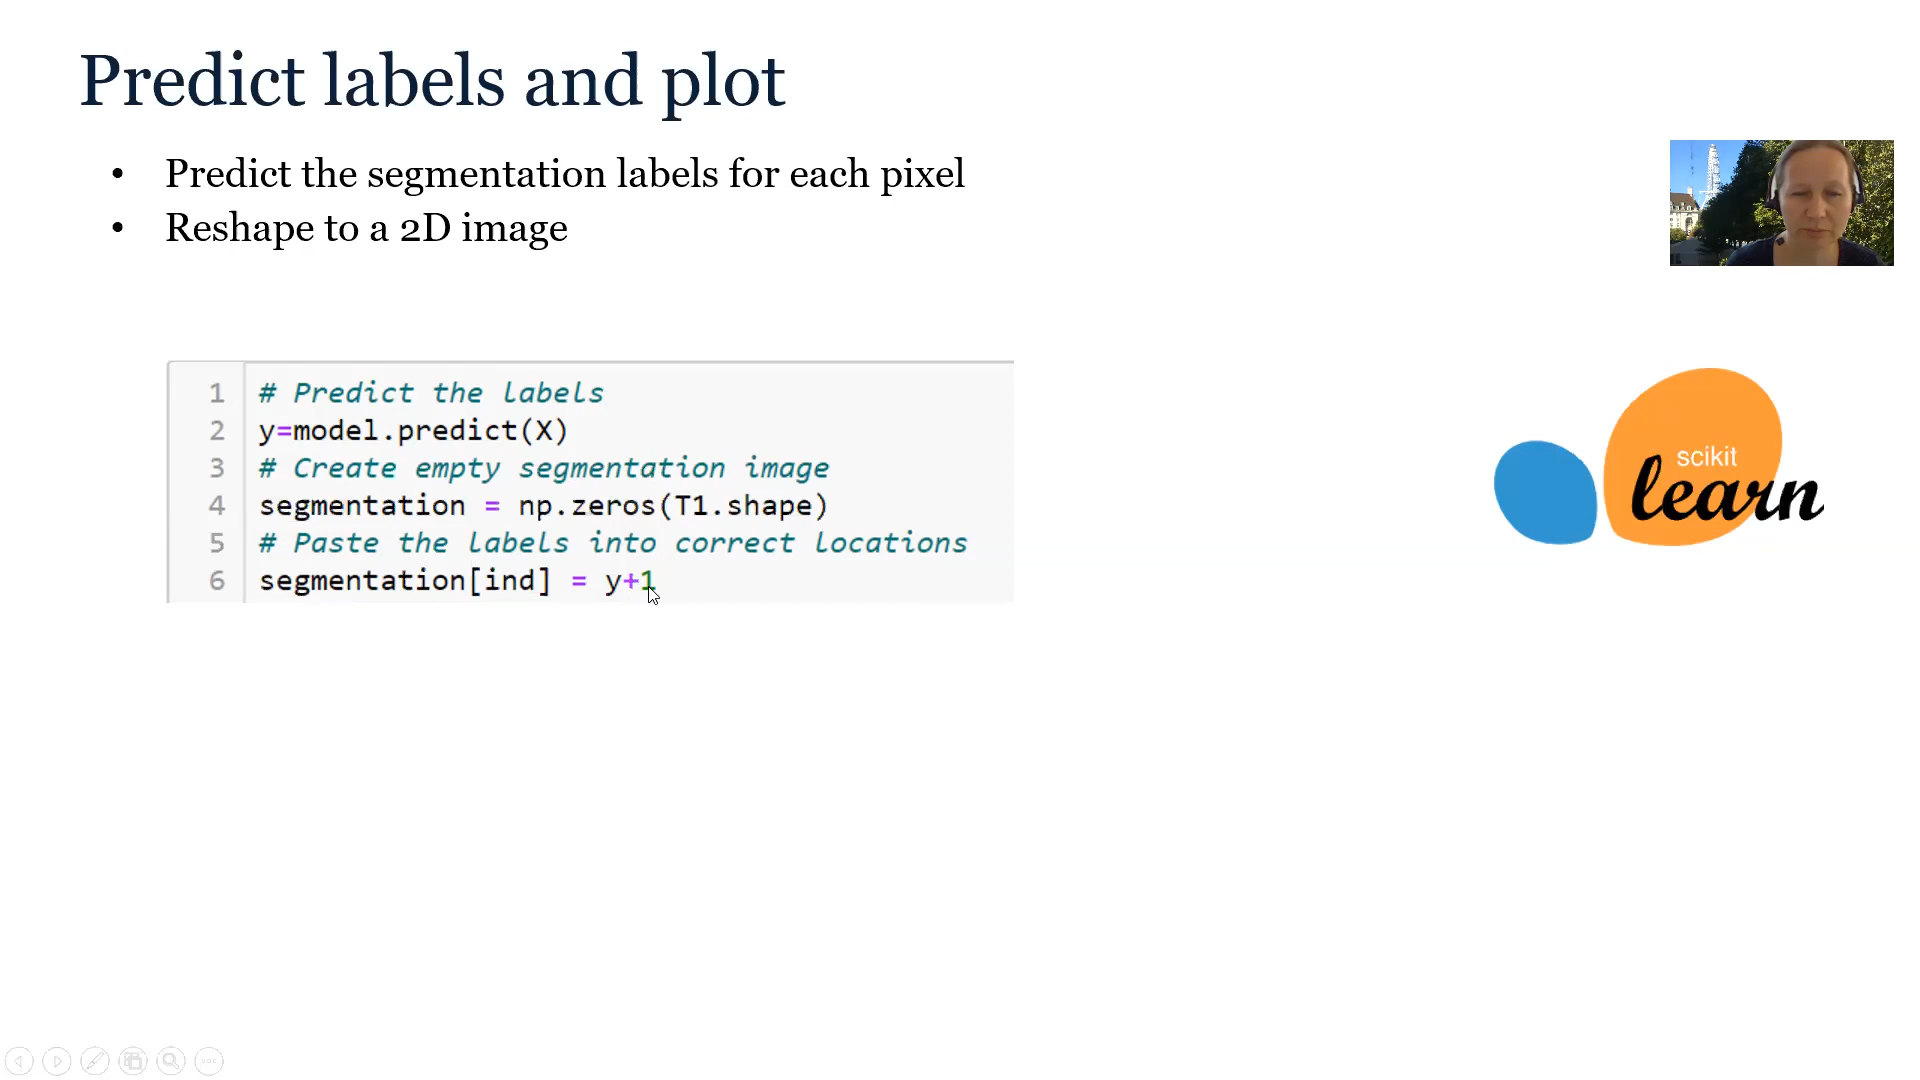 Predict labels and plot
• Predict the segmentation labels for each pixel
• Reshape to a 2D image
1 # Predict the labels
2 y=model.predict(X)
3 # Create empty segmentation image
4 segmentation = np.zeros(T1.shape)
5 # Paste the labels into correct locations
6 segmentation[ind] = y+1
scikit
learn